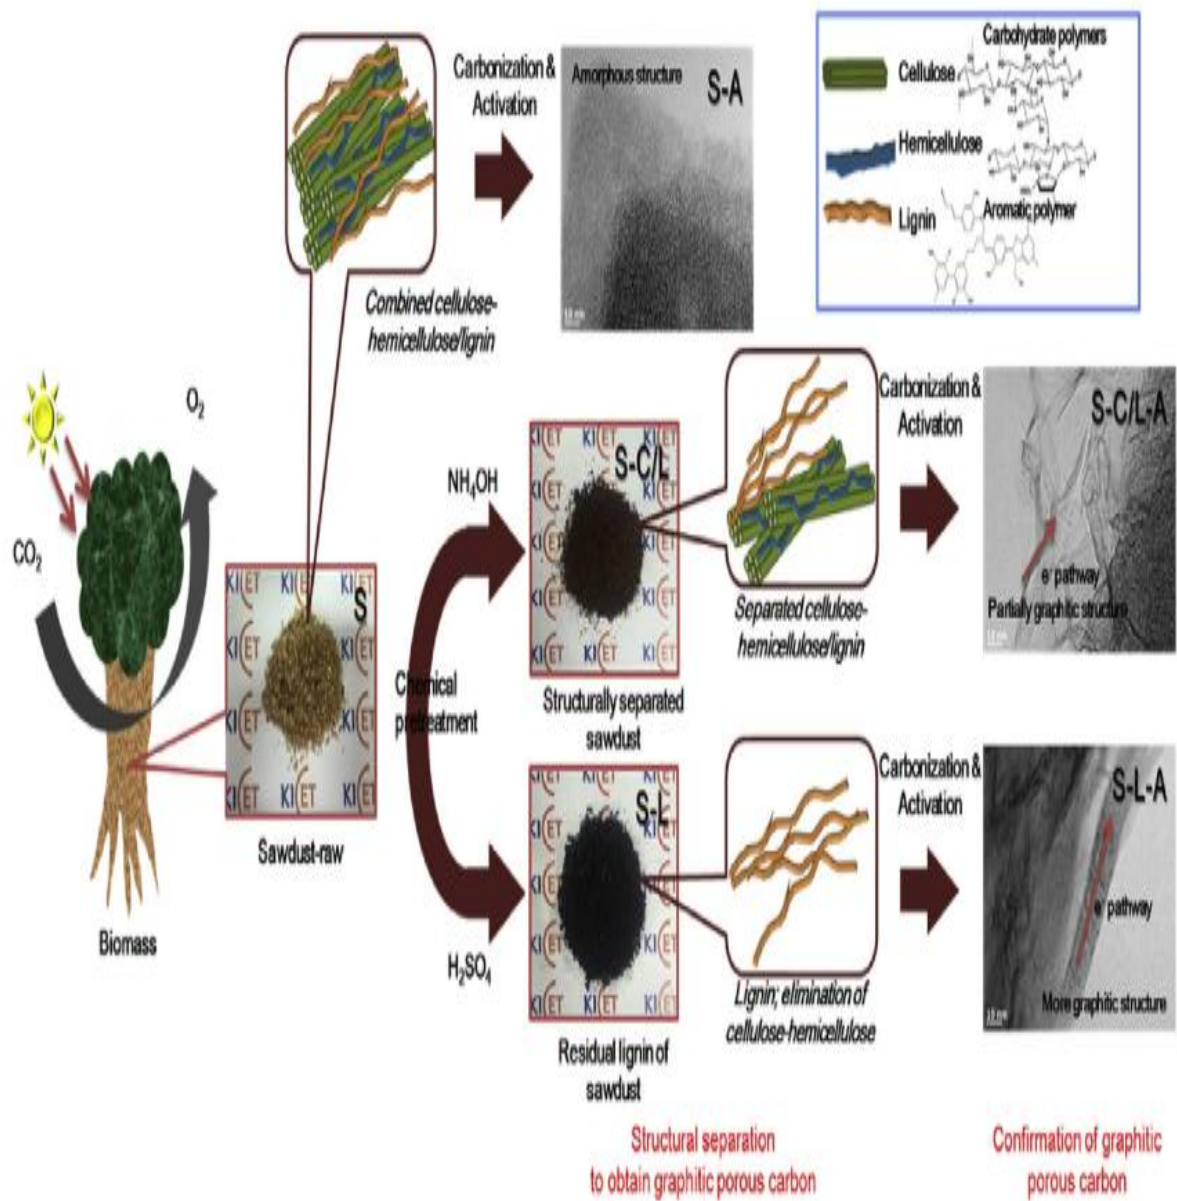 Carbonization &
Activation
Amorphous structure
S-A
Cellulose
Carbohydrate polymers
Hemicellulose
Lignin
Aromatic polymer
Combined cellulose-
hemicellulose/lignin
O2
CO2
Biomass
S
KICET
Sawdust-raw
Chemical
pretreatment
NH4OH
H2SO4
S-C/L
KICET
Structurally separated
sawdust
Separated cellulose-
hemicellulose/lignin
Carbonization &
Activation
S-C/L-A
e- pathway
Partially graphitic structure
S-L
KICET
Residual lignin of
sawdust
Lignin; elimination of
cellulose-hemicellulose
Carbonization &
Activation
S-L-A
e- pathway
More graphitic structure
Structural separation
to obtain graphitic porous carbon
Confirmation of graphitic
porous carbon